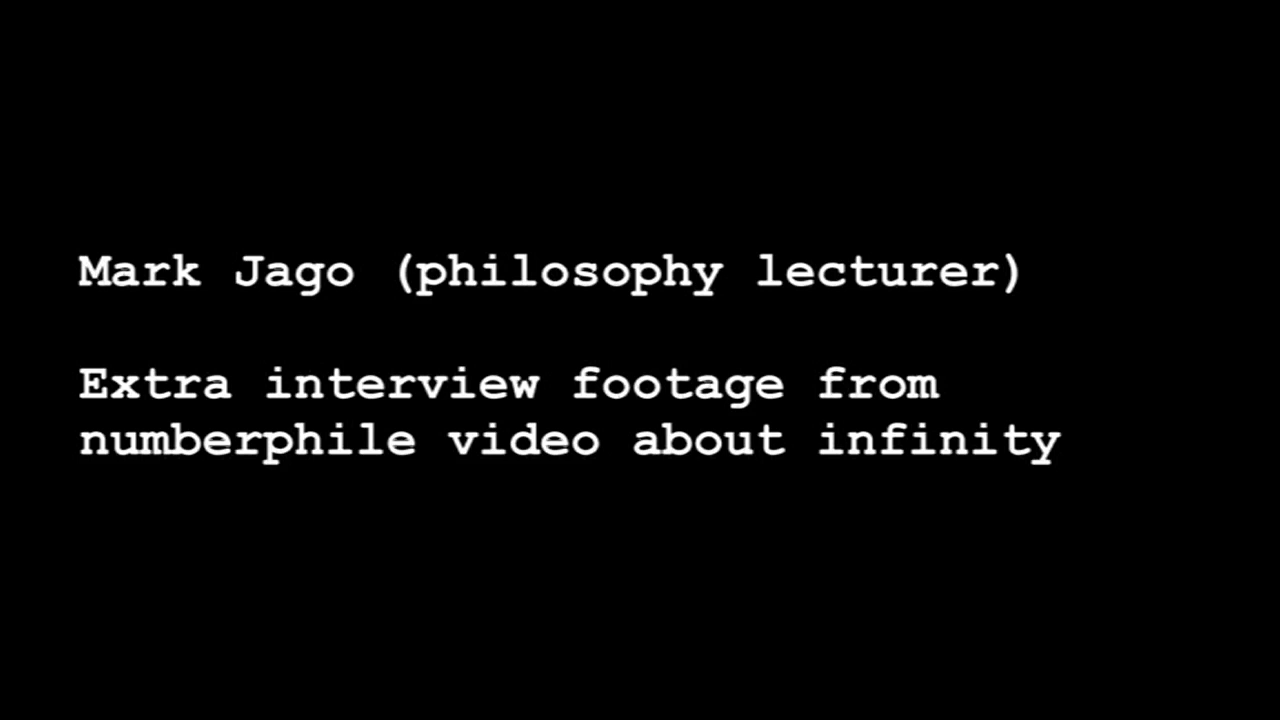 Mark Jago (philosophy lecturer)
Extra interview footage from
numberphile video about infinity